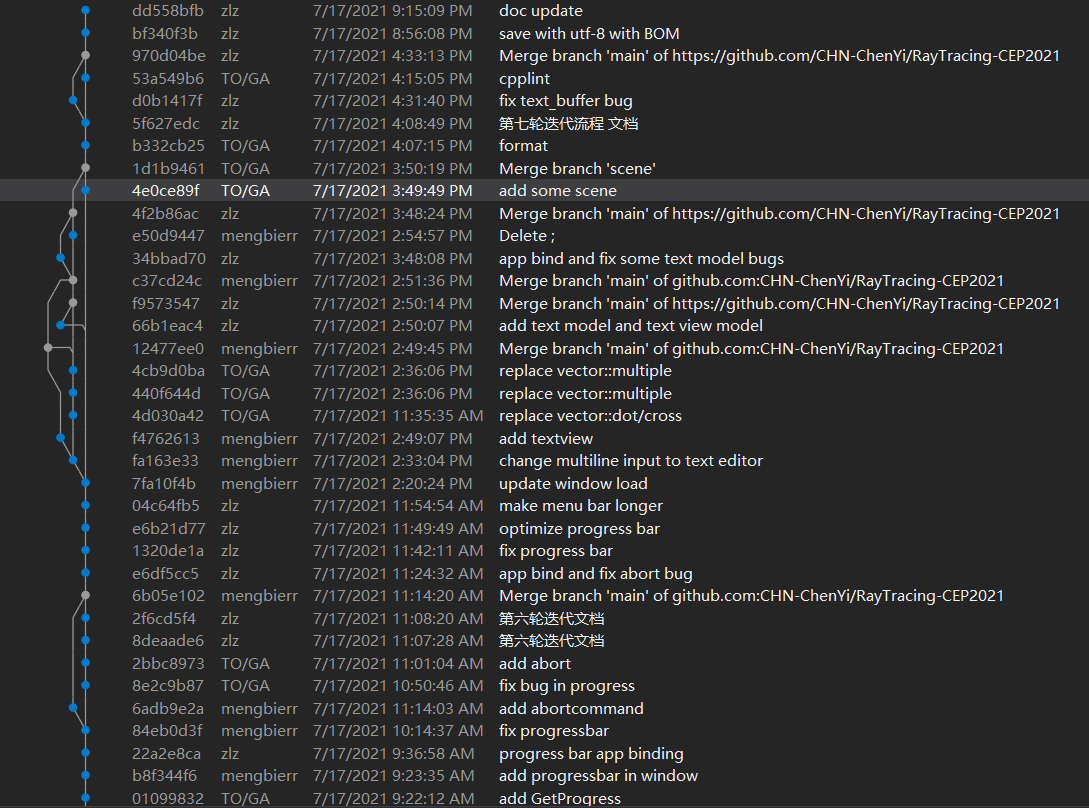 dd558bfb zlz 7/17/2021 9:15:09 PM doc update
bf340f3b zlz 7/17/2021 8:56:08 PM save with utf-8 with BOM
970d04be zlz 7/17/2021 4:33:13 PM Merge branch 'main' of https://github.com/CHN-ChenYi/RayTracing-CEP2021
53a549b6 TO/GA 7/17/2021 4:15:05 PM cpplint
d0b1417f zlz 7/17/2021 4:31:40 PM fix text_buffer bug
5f627edc zlz 7/17/2021 4:08:49 PM 第七轮迭代流程 文档
b332cb25 TO/GA 7/17/2021 4:07:15 PM format
1d1b9461 TO/GA 7/17/2021 3:50:19 PM Merge branch 'scene'
4e0ce89f TO/GA 7/17/2021 3:49:49 PM add some scene
4f2b86ac zlz 7/17/2021 3:48:24 PM Merge branch 'main' of https://github.com/CHN-ChenYi/RayTracing-CEP2021
e50d9447 mengbierr 7/17/2021 2:54:57 PM Delete ;
34bbad70 zlz 7/17/2021 3:48:08 PM app bind and fix some text model bugs
c37cd24c mengbierr 7/17/2021 2:51:36 PM Merge branch 'main' of github.com:CHN-ChenYi/RayTracing-CEP2021
f9573547 zlz 7/17/2021 2:50:14 PM Merge branch 'main' of https://github.com/CHN-ChenYi/RayTracing-CEP2021
66b1eac4 zlz 7/17/2021 2:50:07 PM add text model and text view model
12477ee0 mengbierr 7/17/2021 2:49:45 PM Merge branch 'main' of github.com:CHN-ChenYi/RayTracing-CEP2021
4cb9d0ba TO/GA 7/17/2021 2:36:06 PM replace vector::multiple
440f644d TO/GA 7/17/2021 2:36:06 PM replace vector::multiple
4d030a42 TO/GA 7/17/2021 11:35:35 AM replace vector::dot/cross
f4762613 mengbierr 7/17/2021 2:49:07 PM add textview
fa163e33 mengbierr 7/17/2021 2:33:04 PM change multiline input to text editor
7fa10f4b mengbierr 7/17/2021 2:20:24 PM update window load
04c64fb5 zlz 7/17/2021 11:54:54 AM make menu bar longer
e6b21d77 zlz 7/17/2021 11:49:49 AM optimize progress bar
1320de1a zlz 7/17/2021 11:42:11 AM fix progress bar
e6df5cc5 zlz 7/17/2021 11:24:32 AM app bind and fix abort bug
6b05e102 mengbierr 7/17/2021 11:14:20 AM Merge branch 'main' of github.com:CHN-ChenYi/RayTracing-CEP2021
2f6cd5f4 zlz 7/17/2021 11:08:20 AM 第六轮迭代文档
8deaade6 zlz 7/17/2021 11:07:28 AM 第六轮迭代文档
2bbc8973 TO/GA 7/17/2021 11:01:04 AM add abort
8e2c9b87 TO/GA 7/17/2021 10:50:46 AM fix bug in progress
6adb9e2a mengbierr 7/17/2021 11:14:03 AM add abortcommand
84eb0d3f mengbierr 7/17/2021 10:14:37 AM fix progressbar
22a2e8ca zlz 7/17/2021 9:36:58 AM progress bar app binding
b8f344f6 mengbierr 7/17/2021 9:23:35 AM add progressbar in window
01099832 TO/GA 7/17/2021 9:22:12 AM add GetProgress